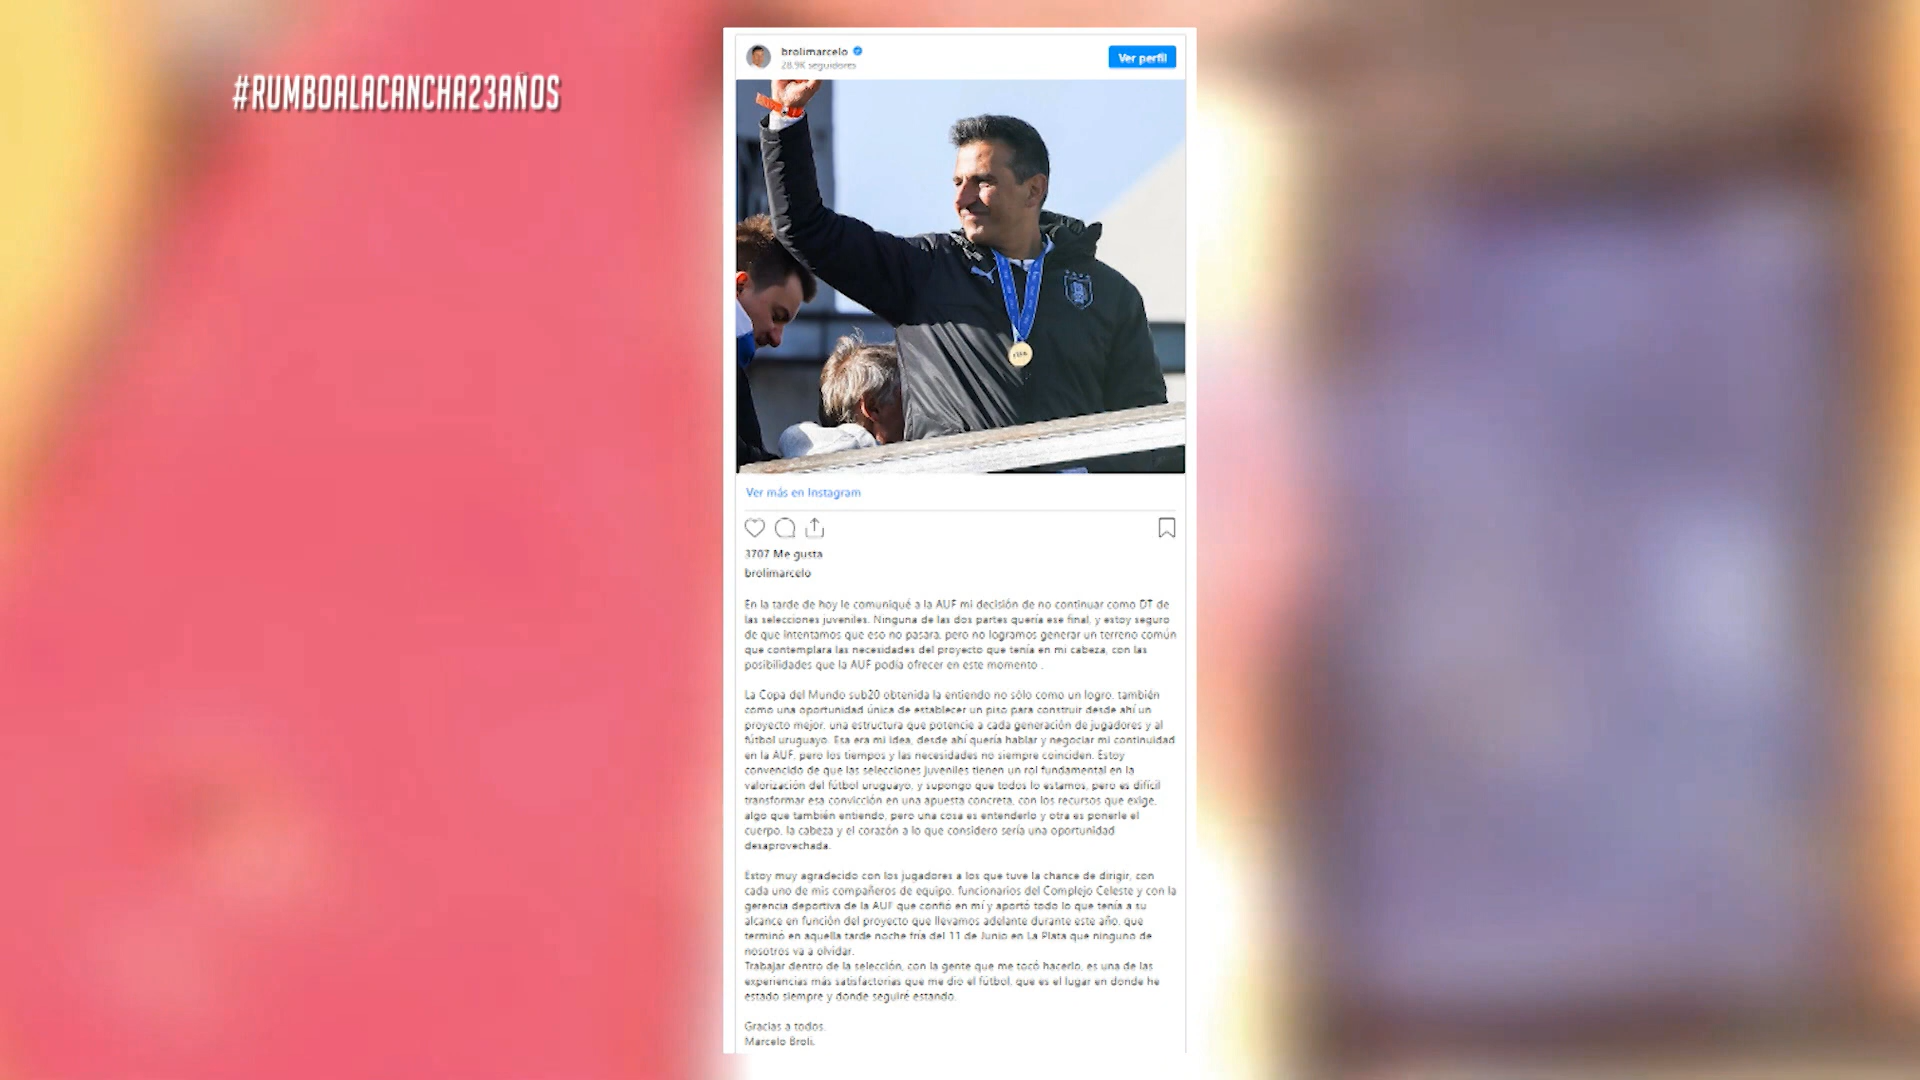 #RUMBOALACANCHA23AÑOS
brolimarcelo
28.9K seguidores
Ver perfil
Ver más en Instagram
3707 Me gusta
brolimarcelo
En la tarde de hoy le comuniqué a la AUF mi decisión de no continuar como DT de
las selecciones juveniles. Ninguna de las dos partes quería ese final, y estoy seguro
de que intentamos que eso no pasara, pero no logramos generar un terreno común
que contemplara las necesidades del proyecto que tenía en mi cabeza, con las
posibilidades que la AUF podía ofrecer en este momento .
La Copa del Mundo sub20 obtenida la entiendo no sólo como un logro, también
como una oportunidad única de establecer un piso para construir desde ahí un
proyecto mejor, una estructura que potencie a cada generación de jugadores y al
fútbol uruguayo. Esa era mi idea, desde ahí quería hablar y negociar mi continuidad
en la AUF, pero los tiempos y las necesidades no siempre coinciden. Estoy
convencido de que las selecciones juveniles tienen un rol fundamental en la
valorización del fútbol uruguayo, y supongo que todos lo estamos, pero es difícil
transformar esa convicción en una apuesta concreta, con los recursos que exige,
algo que también entiendo, pero una cosa es entenderlo y otra es ponerle el
cuerpo, la cabeza y el corazón a lo que considero sería una oportunidad
desaprovechada.
Estoy muy agradecido con los jugadores a los que tuve la chance de dirigir, con
cada uno de mis compañeros de equipo, funcionarios del Complejo Celeste y con la
gerencia deportiva de la AUF que confió en mí y aportó todo lo que tenía a su
alcance en función del proyecto que llevamos adelante durante este año, que
terminó en aquella tarde noche fría del 11 de Junio en La Plata que ninguno de
nosotros va a olvidar.
Trabajar dentro de la selección, con la gente que me tocó hacerlo, es una de las
experiencias más satisfactorias que me dio el fútbol, que es el lugar en donde he
estado siempre y donde seguiré estando.
Gracias a todos.
Marcelo Broli.